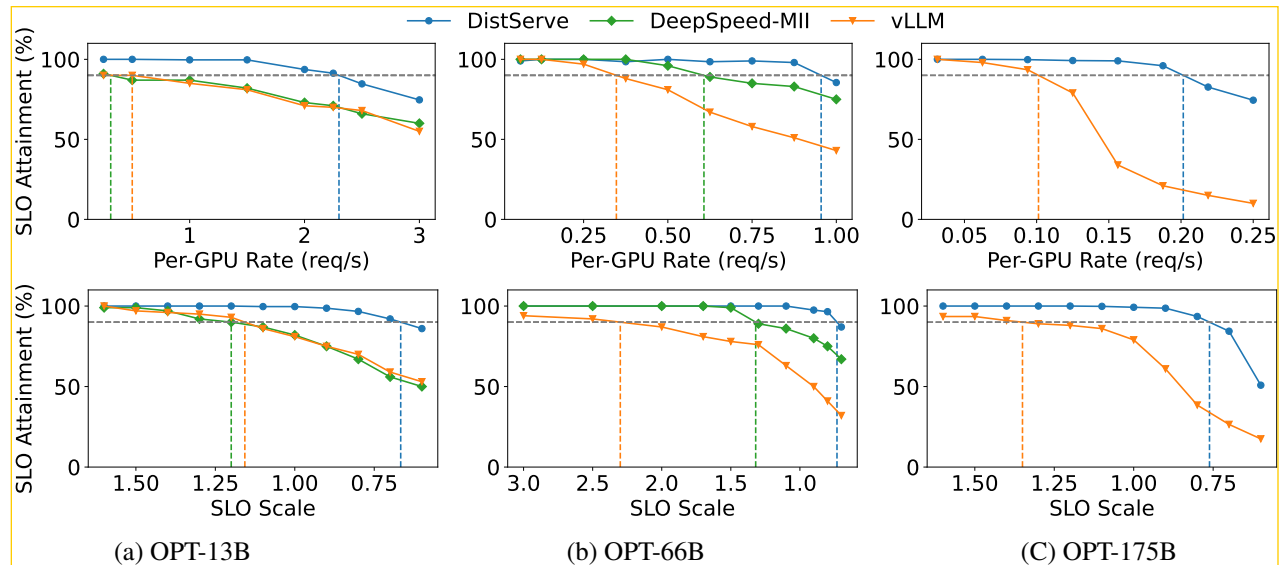 DistServe DeepSpeed-MII vLLM
SLO Attainment (%)
100
50
0
1 2 3
Per-GPU Rate (req/s)
100
50
0
0.25 0.50 0.75 1.00
Per-GPU Rate (req/s)
100
50
0
0.05 0.10 0.15 0.20 0.25
Per-GPU Rate (req/s)
SLO Attainment (%)
100
50
0
1.50 1.25 1.00 0.75
SLO Scale
100
50
0
3.0 2.5 2.0 1.5 1.0
SLO Scale
100
50
0
1.50 1.25 1.00 0.75
SLO Scale
(a) OPT-13B
(b) OPT-66B
(C) OPT-175B